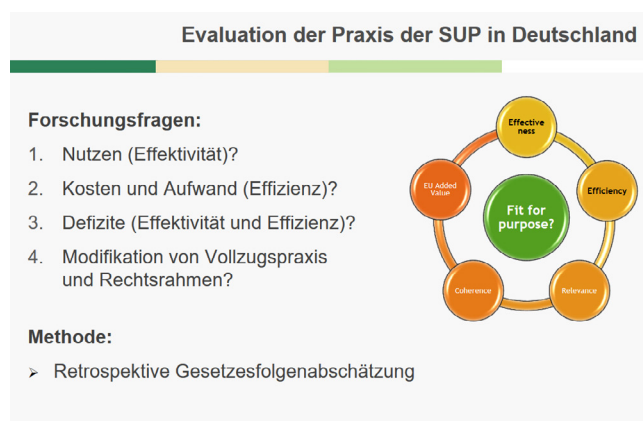 Evaluation der Praxis der SUP in Deutschland
Forschungsfragen:
1. Nutzen (Effektivität)?
2. Kosten und Aufwand (Effizienz)?
3. Defizite (Effektivität und Effizienz)?
4. Modifikation von Vollzugspraxis
und Rechtsrahmen?
Methode:
➢ Retrospektive Gesetzesfolgenabschätzung
Effective
ness
Efficiency
Relevance
Coherence
EU Added
Value
Fit for
purpose?